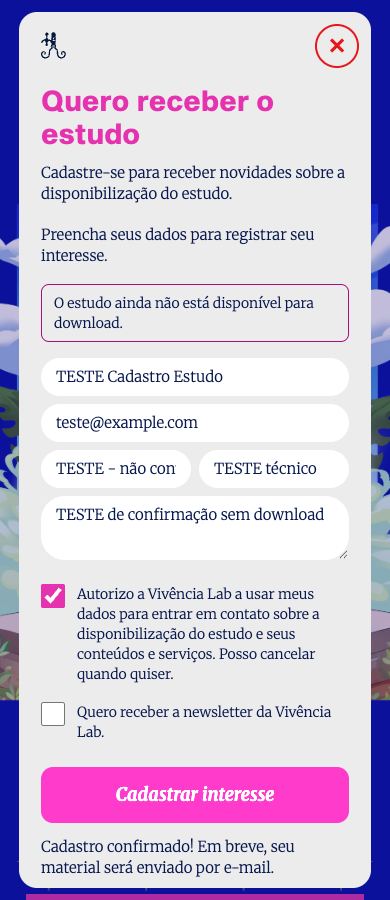 Quero receber o
estudo
Cadastre-se para receber novidades sobre a
disponibilização do estudo.
Preencha seus dados para registrar seu
interesse.
O estudo ainda não está disponível para
download.
TESTE Cadastro Estudo
teste@example.com
TESTE - não
TESTE técnico
TESTE de confirmação sem download
Autorizo a Vivência Lab a usar meus
dados para entrar em contato sobre a
disponibilização do estudo e seus
conteúdos e serviços. Posso cancelar
quando quiser.
Quero receber a newsletter da Vivência
Lab.
Cadastrar interesse
Cadastro confirmado! Em breve, seu
material será enviado por e-mail.